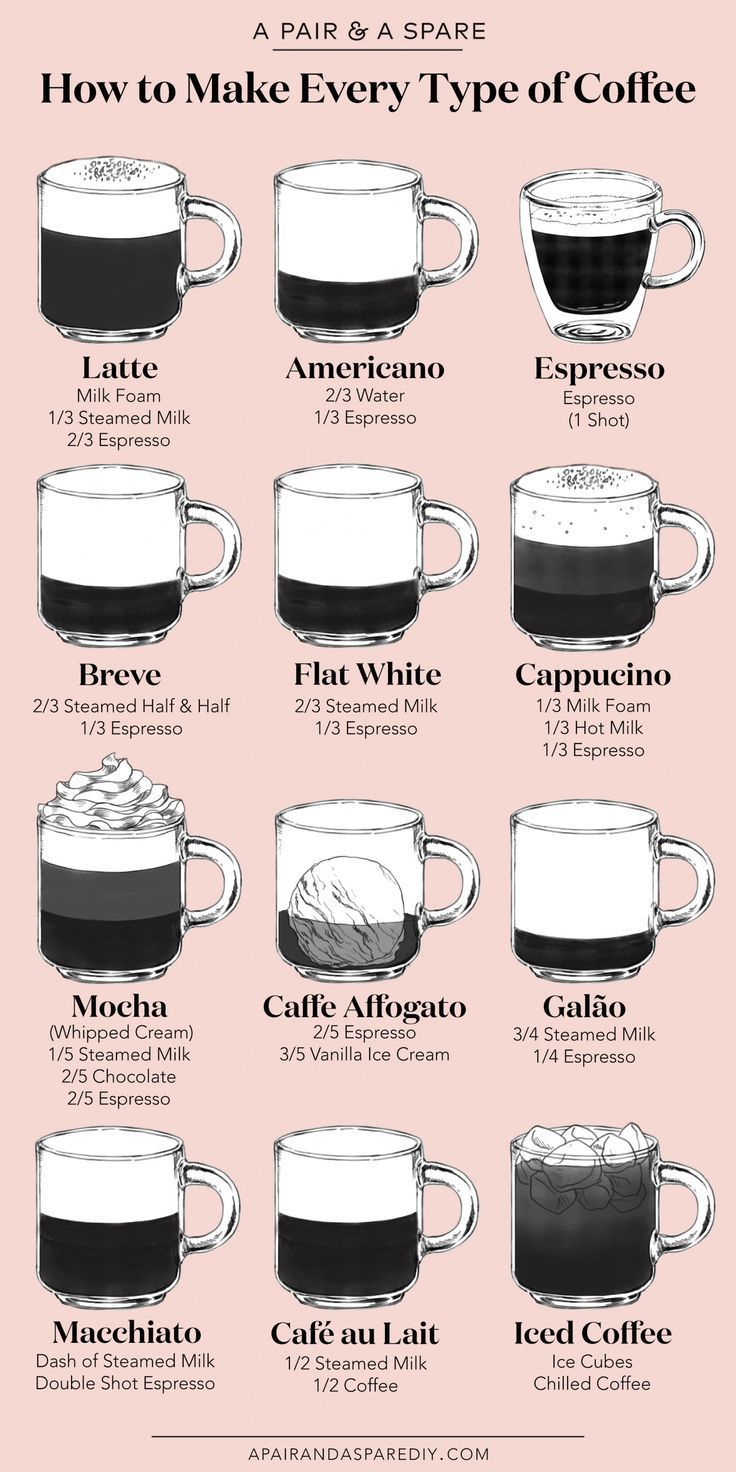 A PAIR & A SPARE
How to Make Every Type of Coffee
Latte
Milk Foam
1/3 Steamed Milk
2/3 Espresso
Americano
2/3 Water
1/3 Espresso
Espresso
Espresso
(1 Shot)
Breve
2/3 Steamed Half & Half
1/3 Espresso
Flat White
2/3 Steamed Milk
1/3 Espresso
Cappucino
1/3 Milk Foam
1/3 Hot Milk
1/3 Espresso
Mocha
(Whipped Cream)
1/5 Steamed Milk
2/5 Chocolate
2/5 Espresso
Caffe Affogato
2/5 Espresso
3/5 Vanilla Ice Cream
Galão
3/4 Steamed Milk
1/4 Espresso
Macchiato
Dash of Steamed Milk
Double Shot Espresso
Café au Lait
1/2 Steamed Milk
1/2 Coffee
Iced Coffee
Ice Cubes
Chilled Coffee
APAIRANDASPAREDIY.COM